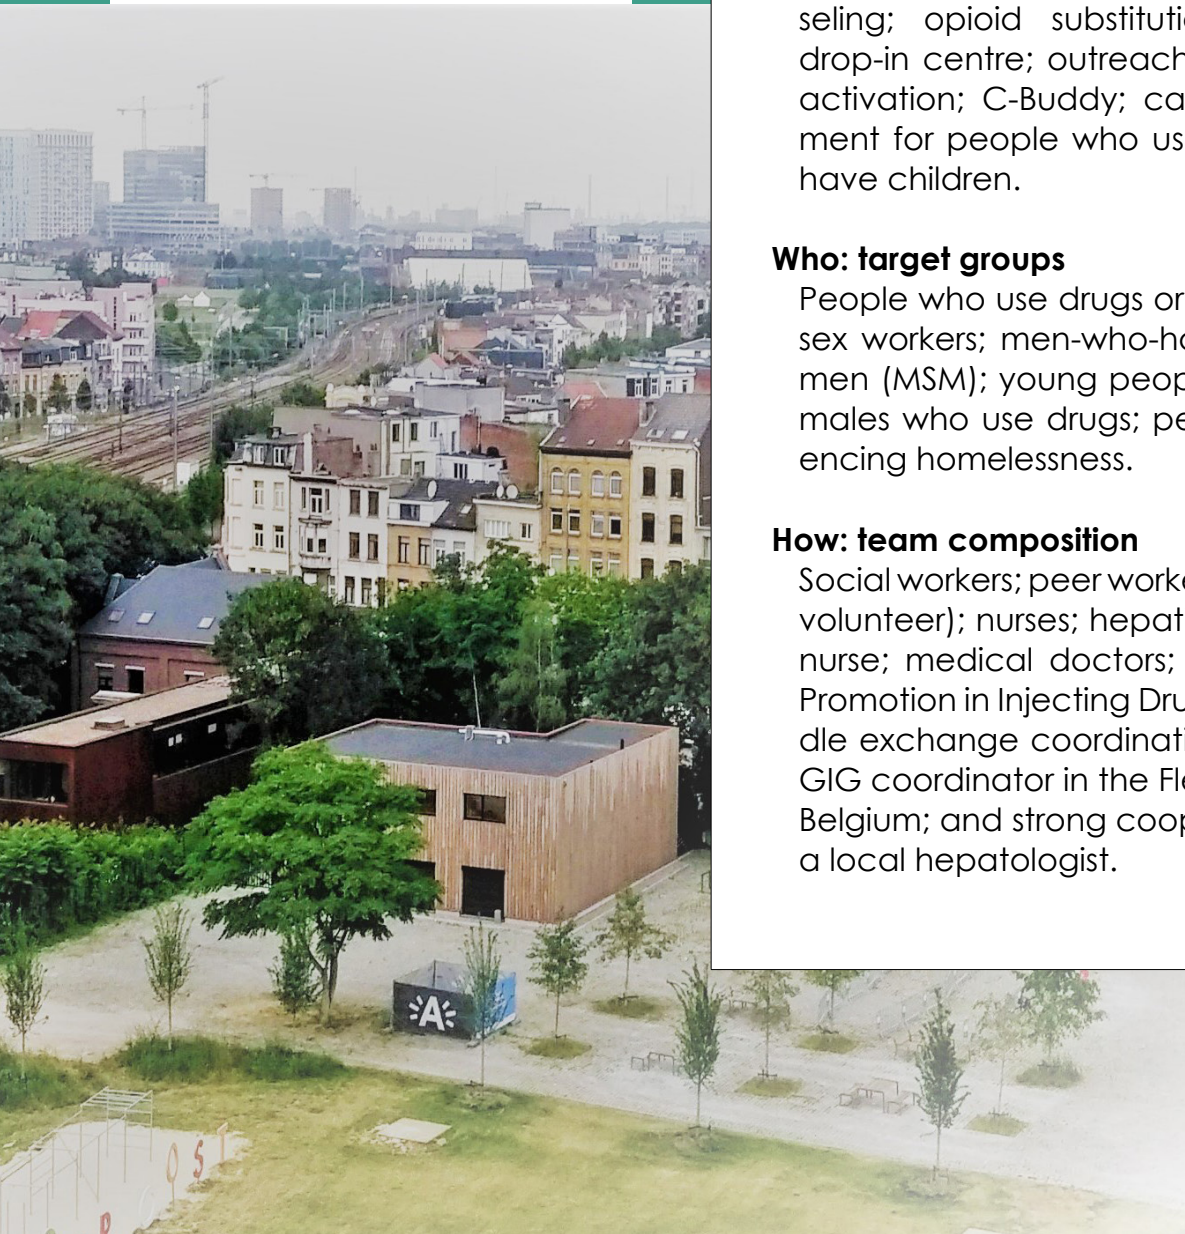 seling; opioid substituti
drop-in centre; outreach
activation; C-Buddy; ca
ment for people who us
have children.
Who: target groups
People who use drugs or
sex workers; men-who-ha
men (MSM); young peop
males who use drugs; pe
encing homelessness.
How: team composition
Social workers; peer worke
volunteer); nurses; hepat
nurse; medical doctors;
Promotion in Injecting Dru
dle exchange coordinati
GIG coordinator in the Fle
Belgium; and strong coop
a local hepatologist.
A
O S T